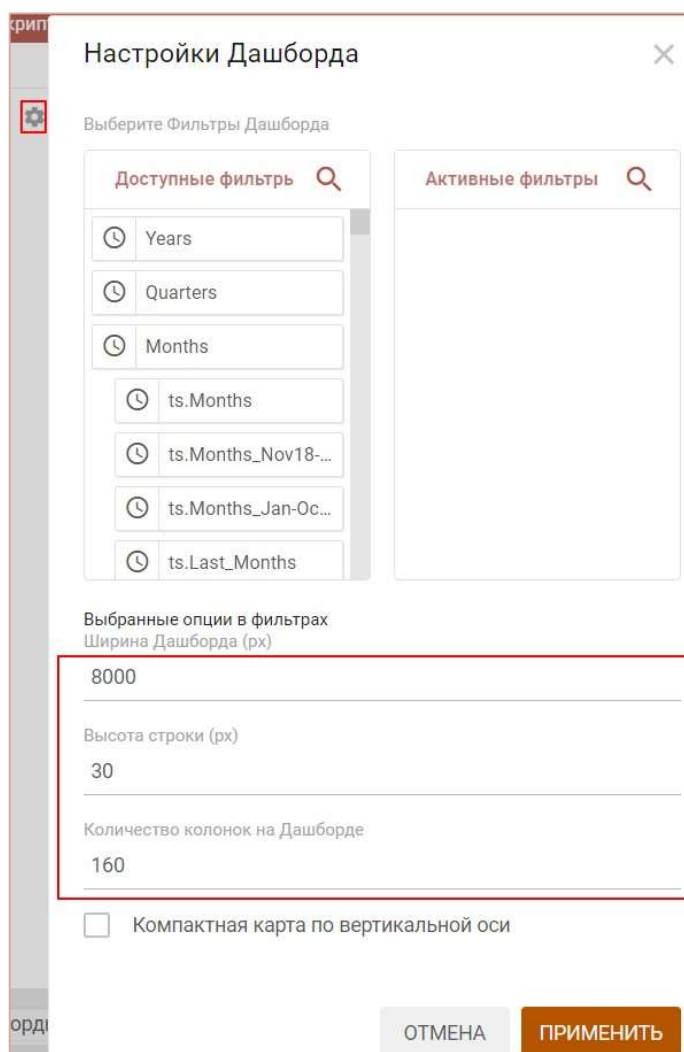 крип
Настройки Дашборда
Выберите Фильтры Дашборда
Доступные фильтры
Активные фильтры
Years
Quarters
Months
ts.Months
ts.Months_Nov18-...
ts.Months_Jan-Oc...
ts.Last_Months
Выбранные опции в фильтрах
Ширина Дашборда (px)
8000
Высота строки (px)
30
Количество колонок на Дашборде
160
Компактная карта по вертикальной оси
орді
ОТМЕНА
ПРИМЕНИТЬ